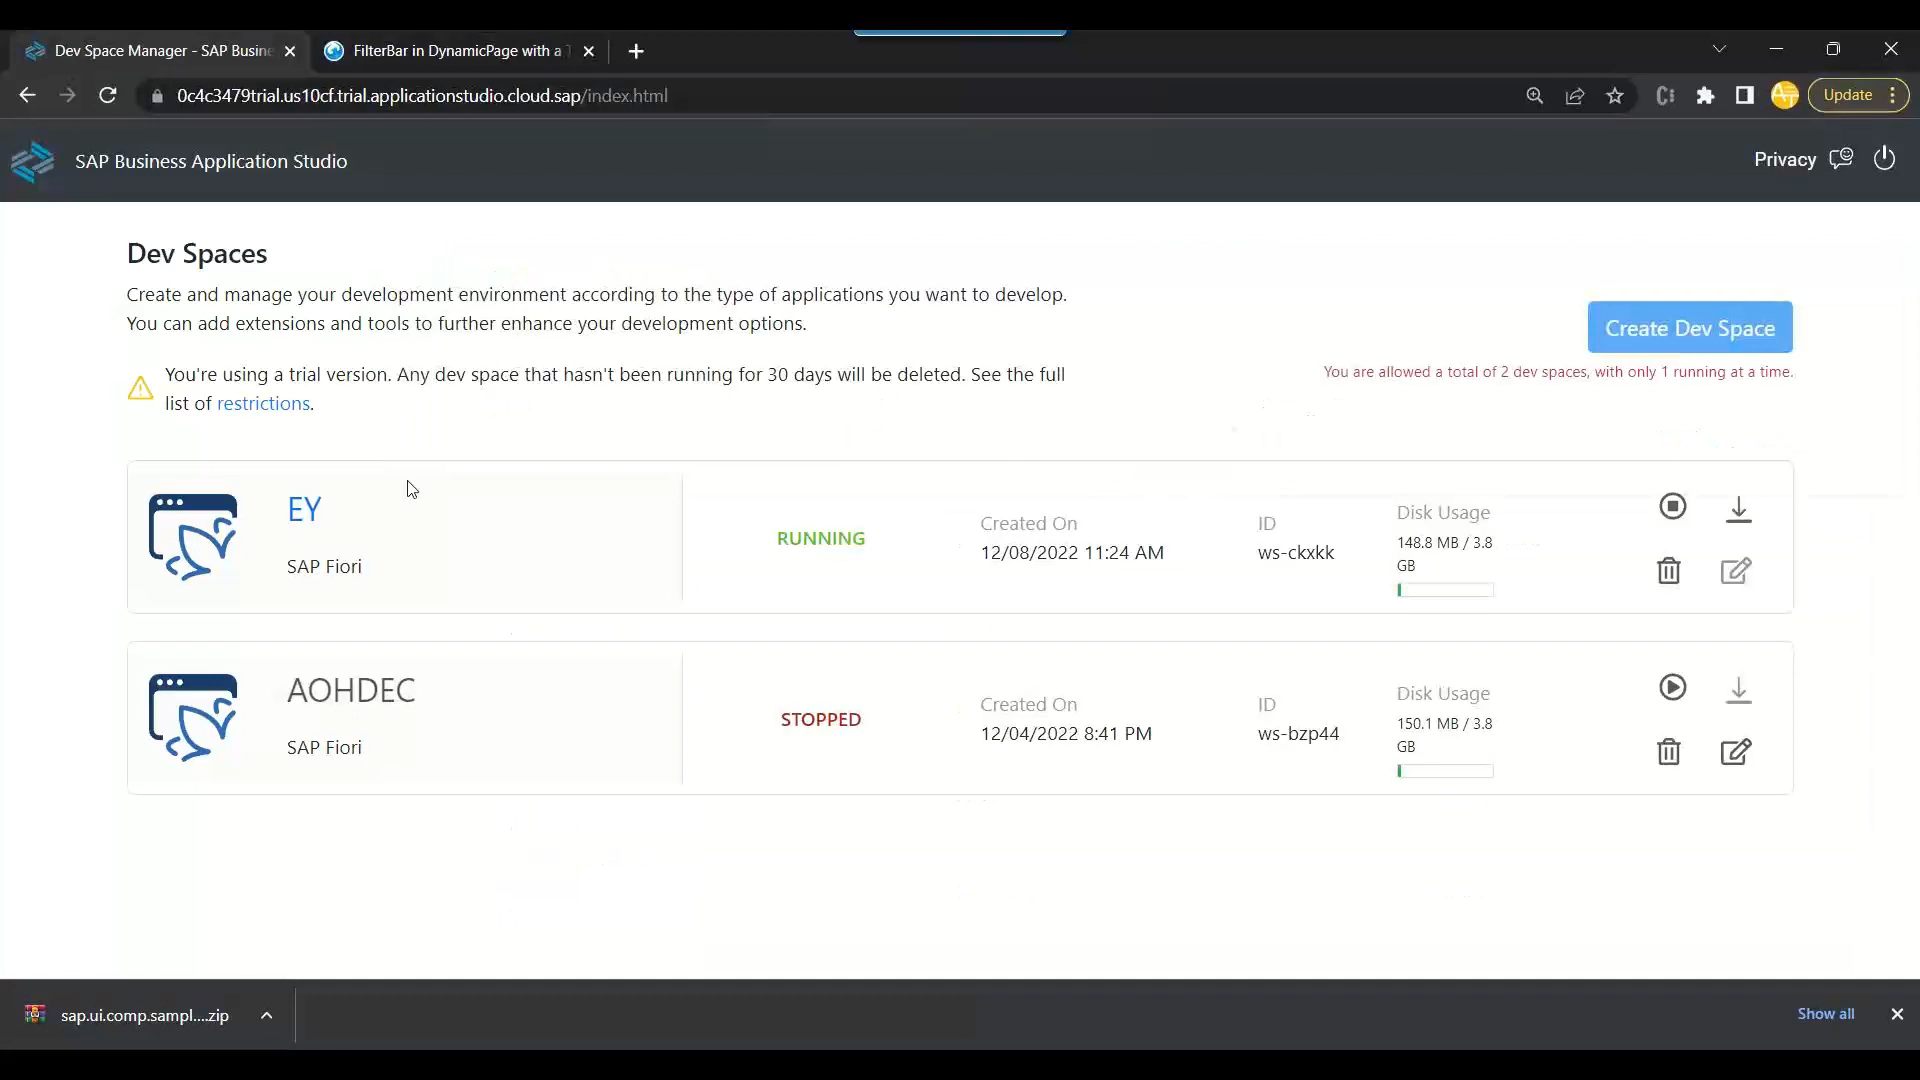 Dev Space Manager - SAP Busine
FilterBar in DynamicPage with a T
0c4c3479trial.us10cf.trial.applicationstudio.cloud.sap/index.html
Update
SAP Business Application Studio
Privacy
Dev Spaces
Create and manage your development environment according to the type of applications you want to develop.
You can add extensions and tools to further enhance your development options.
Create Dev Space
You're using a trial version. Any dev space that hasn't been running for 30 days will be deleted. See the full
list of restrictions.
You are allowed a total of 2 dev spaces, with only 1 running at a time.
EY
SAP Fiori
RUNNING
Created On
12/08/2022 11:24 AM
ID
ws-ckxkk
Disk Usage
148.8 MB / 3.8
GB
AOHDEC
SAP Fiori
STOPPED
Created On
12/04/2022 8:41 PM
ID
ws-bzp44
Disk Usage
150.1 MB / 3.8
GB
sap.ui.comp.sampl....zip
Show all